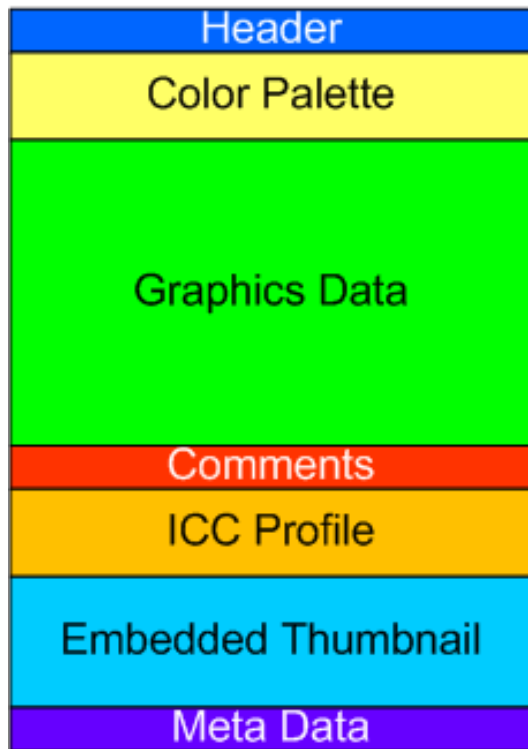 Header
Color Palette
Graphics Data
Comments
ICC Profile
Embedded Thumbnail
Meta Data